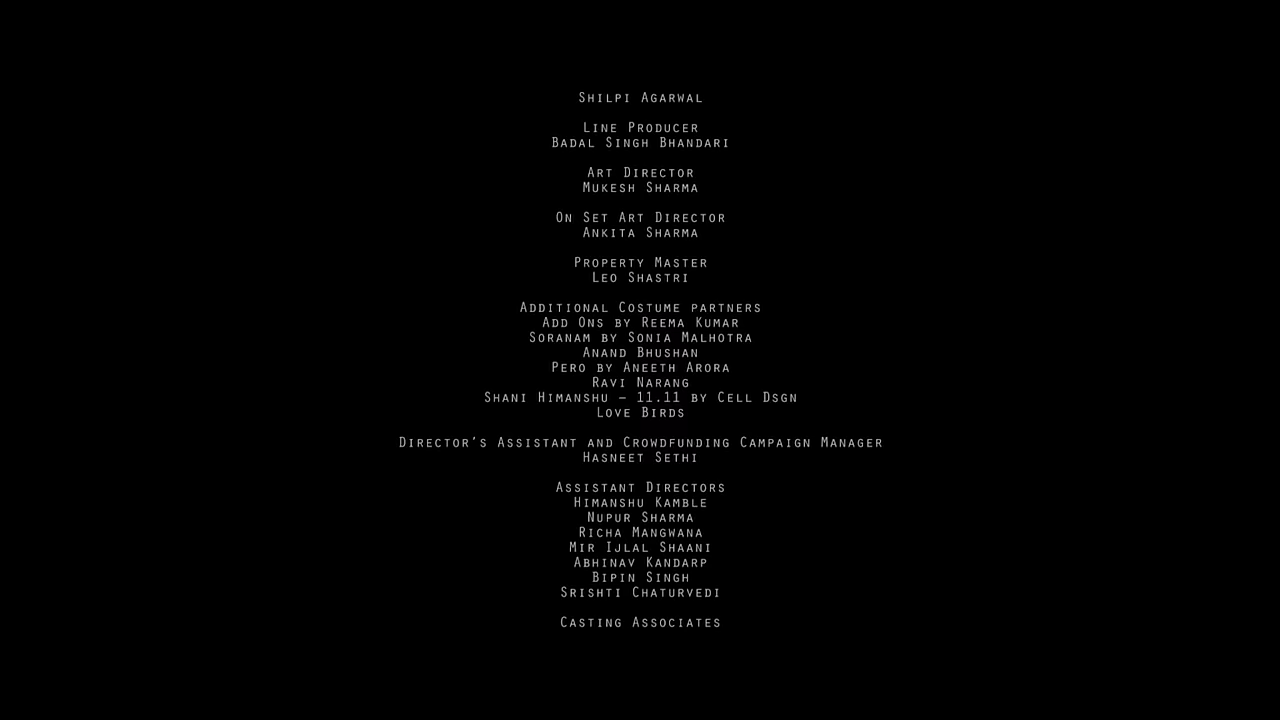 Shilpi Agarwal
Line Producer
Badal Singh Bhandari
Art Director
Mukesh Sharma
On Set Art Director
Ankita Sharma
Property Master
Leo Shastri
Additional Costume partners
Add Ons by Reema Kumar
Soranam by Sonia Malhotra
Anand Bhushan
Pero by Aneeth Arora
Ravi Narang
Shani Himanshu – 11.11 by Cell Dsgn
Love Birds
Director's Assistant and Crowdfunding Campaign Manager
Hasneet Sethi
Assistant Directors
Himanshu Kamble
Nupur Sharma
Richa Mangwana
Mir Ijlal Shaani
Abhinav Kandarp
Bipin Singh
Srishti Chaturvedi
Casting Associates